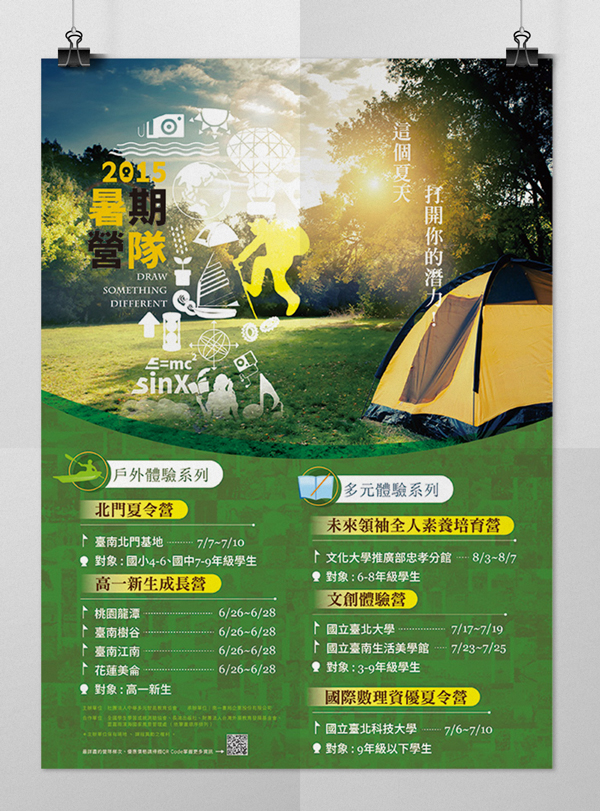 2015
暑期
營隊
DRAW
SOMETHING
DIFFERENT
這個夏天
打開你的潛力！
E=mc²
sinX
戶外體驗系列
北門夏令營
臺南北門基地 7/7~7/10
對象：國小4-6、國中7-9年級學生
高一新生成長營
桃園龍潭 6/26~6/28
臺南樹谷 6/26~6/28
臺南江南 6/26~6/28
花蓮美侖 6/26~6/28
對象：高一新生
多元體驗系列
未來領袖全人素養培育營
文化大學推廣部忠孝分館 8/3~8/7
對象：6-8年級學生
文創體驗營
國立臺北大學 7/17~7/19
國立臺南生活美學館 7/23~7/25
對象：3-9年級學生
國際數理資優夏令營
國立臺北科技大學 7/6~7/10
對象：9年級以下學生